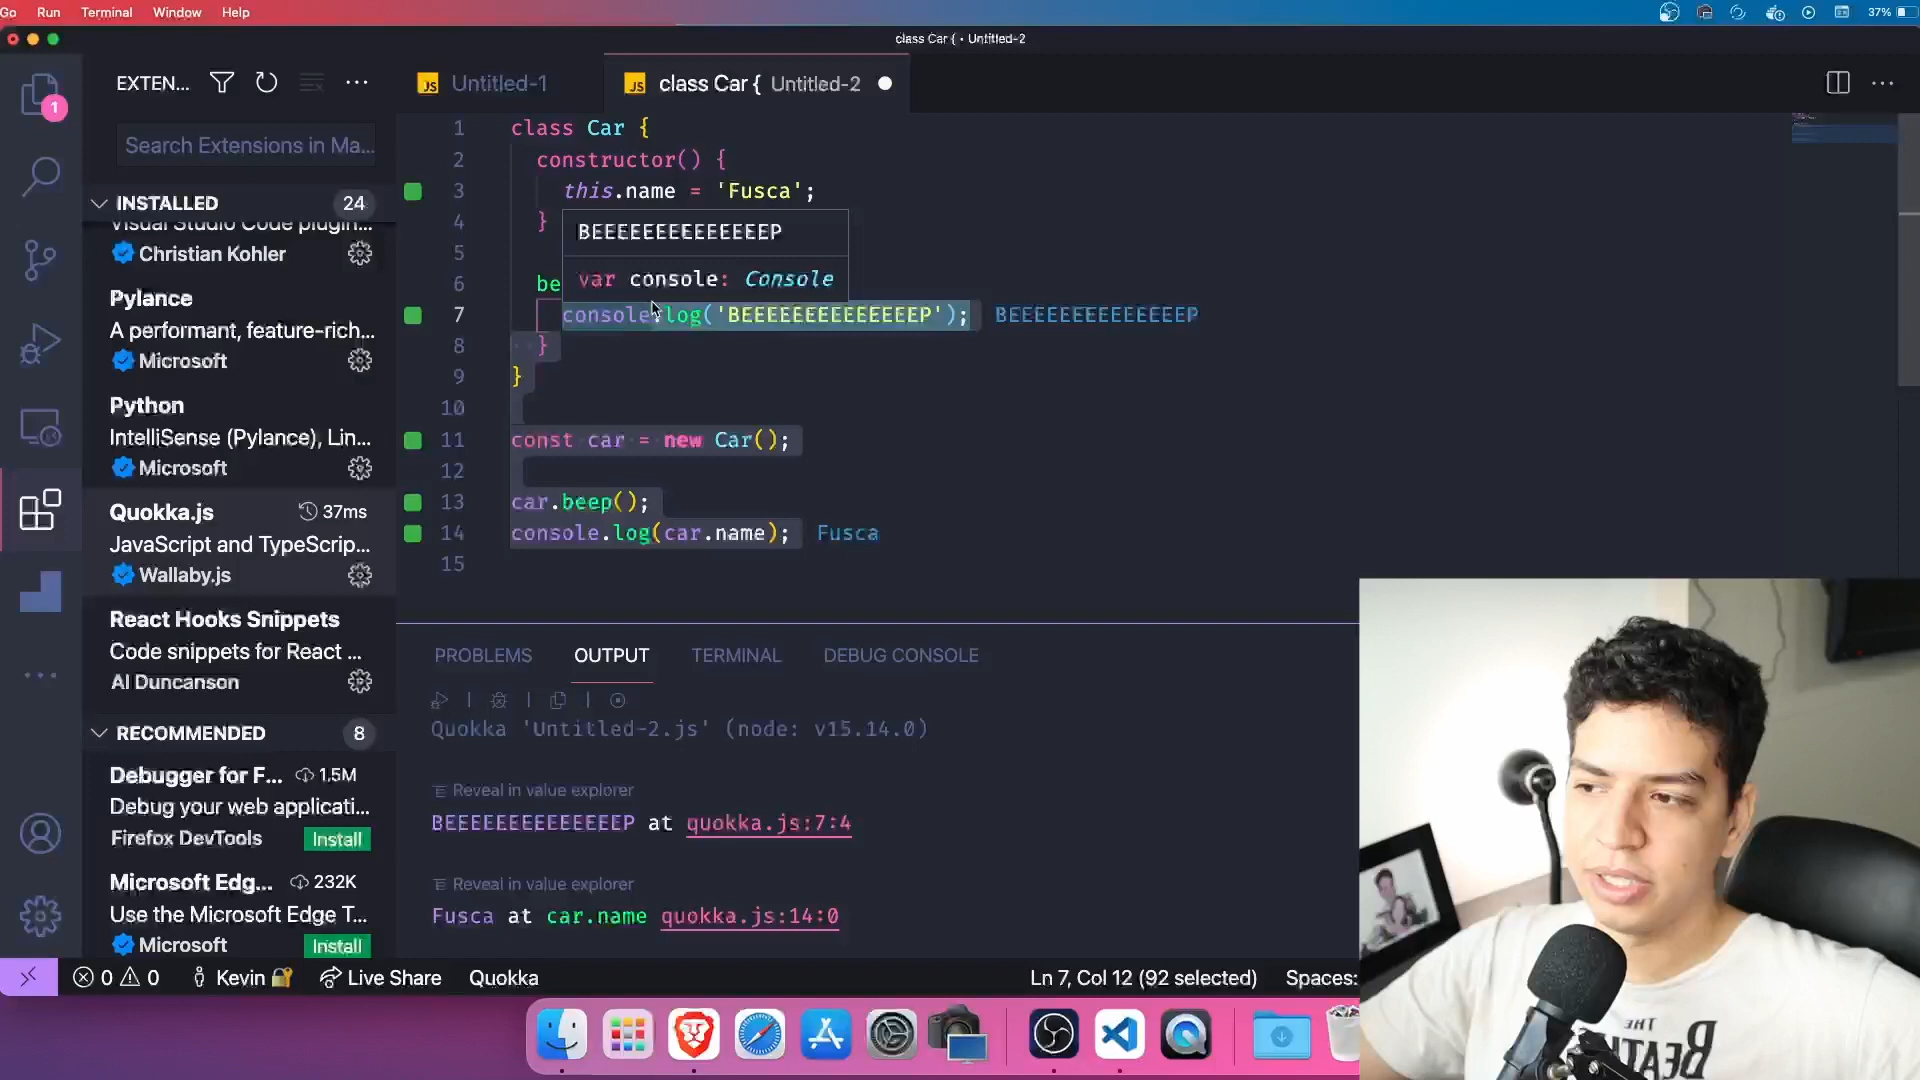 Go Run Terminal Window Help
37%
class Car { • Untitled-2
EXTEN...
Search Extensions in Ma...
INSTALLED 24
Visual Studio Code plugin...
Christian Kohler
Pylance
A performant, feature-rich...
Microsoft
Python
IntelliSense (Pylance), Lin...
Microsoft
Quokka.js 37ms
JavaScript and TypeScrip...
Wallaby.js
React Hooks Snippets
Code snippets for React ...
Al Duncanson
RECOMMENDED 8
Debugger for F... 1.5M
Debug your web applicati...
Firefox DevTools Install
Microsoft Edg... 232K
Use the Microsoft Edge T...
Microsoft Install
1
JS Untitled-1
JS class Car { Untitled-2
1 class Car {
2 constructor() {
3 this.name = 'Fusca';
4 }
5
6 be
BEEEEEEEEEEEEEEP
var console: Console
7 console.log('BEEEEEEEEEEEEEEP'); BEEEEEEEEEEEEEEP
8 }
9 }
10
11 const car = new Car();
12
13 car.beep();
14 console.log(car.name); Fusca
15
PROBLEMS OUTPUT TERMINAL DEBUG CONSOLE
Quokka 'Untitled-2.js' (node: v15.14.0)
Reveal in value explorer
BEEEEEEEEEEEEEEP at quokka.js:7:4
Reveal in value explorer
Fusca at car.name quokka.js:14:0
0 0 Kevin Live Share Quokka
Ln 7, Col 12 (92 selected) Spaces:
THE